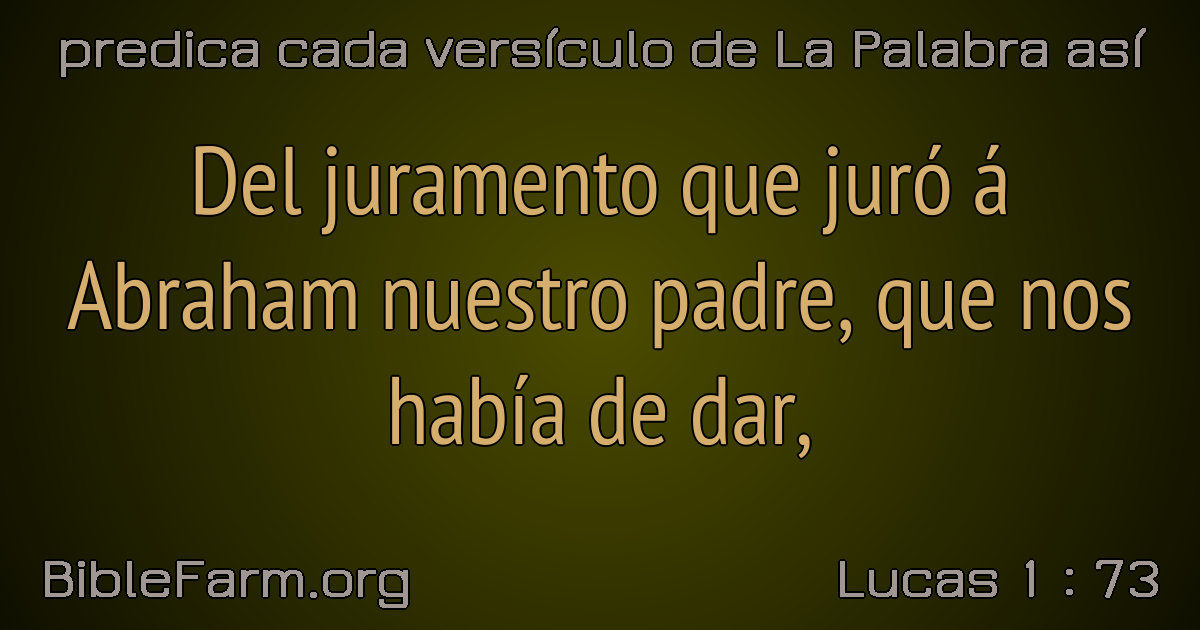 predica cada versículo de La Palabra así
Del juramento que juró á
Abraham nuestro padre, que nos
había de dar,
BibleFarm.org
Lucas 1 : 73